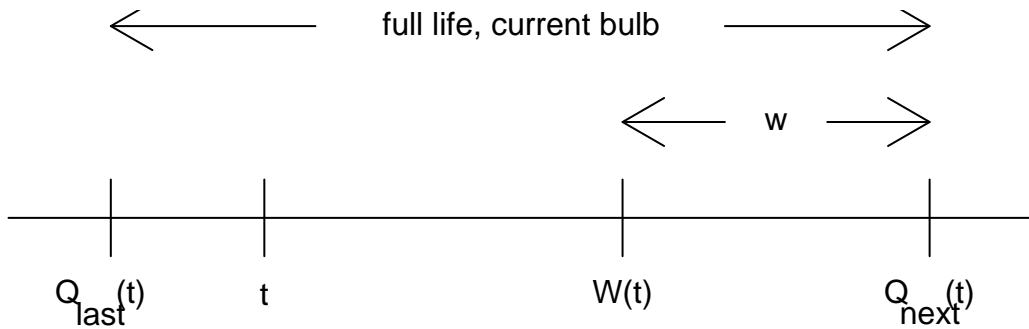 full life, current bulb
w
Q_last(t) t W(t) Q_next(t)